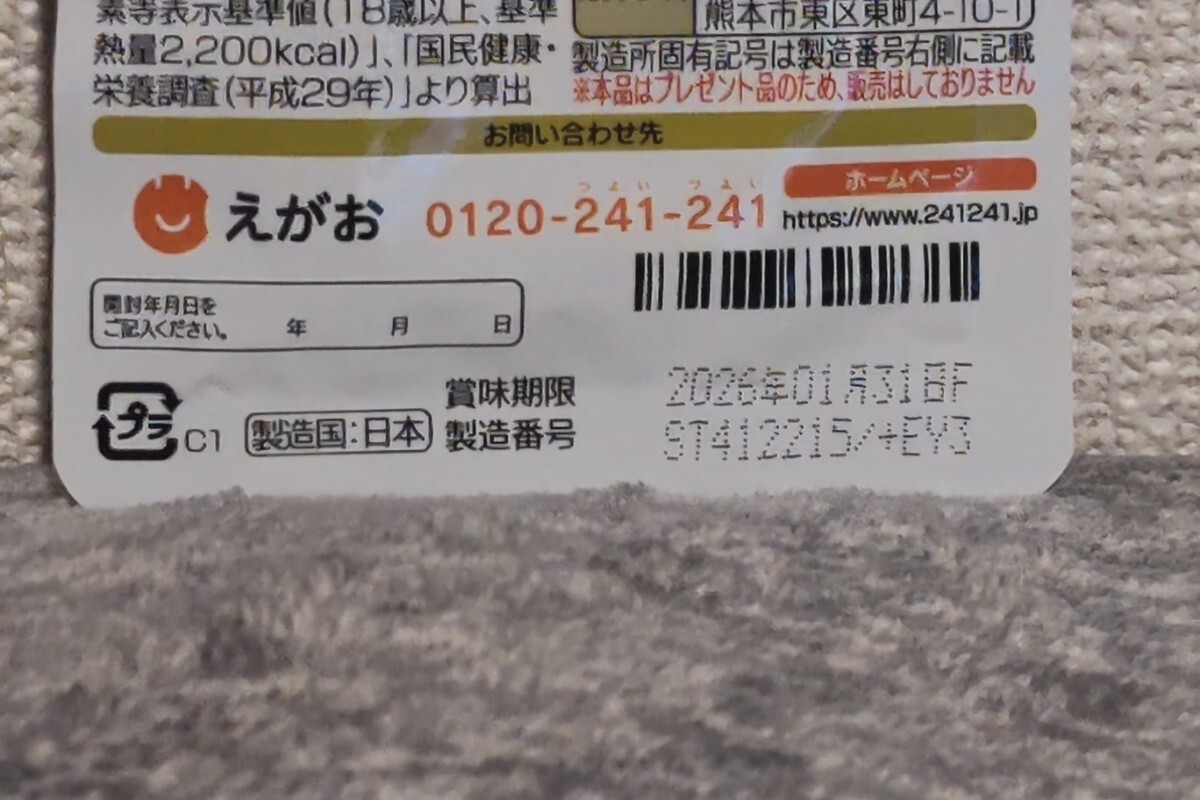 素等表示基準値(18歳以上、基準
熱量2,200kcal)」、「国民健康・
栄養調査(平成29年)」より算出
熊本市東区東町4-10-1
製造所固有記号は製造番号右側に記載
※本品はプレゼント品のため、販売はしておりません
お問い合わせ先
えがお
つよい つよい
0120-241-241
ホームページ
https://www.241241.jp
開封年月日を
ご記入ください。 年 月 日
プラ C1
製造国:日本
賞味期限 2026年01月31BF
製造番号 9T412215/+EY3